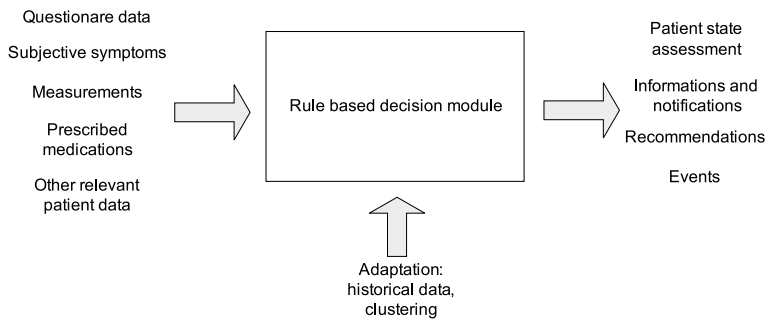 Questionare data
Subjective symptoms
Measurements
Prescribed
medications
Other relevant
patient data
Rule based decision module
Adaptation:
historical data,
clustering
Patient state
assessment
Informations and
notifications
Recommendations
Events